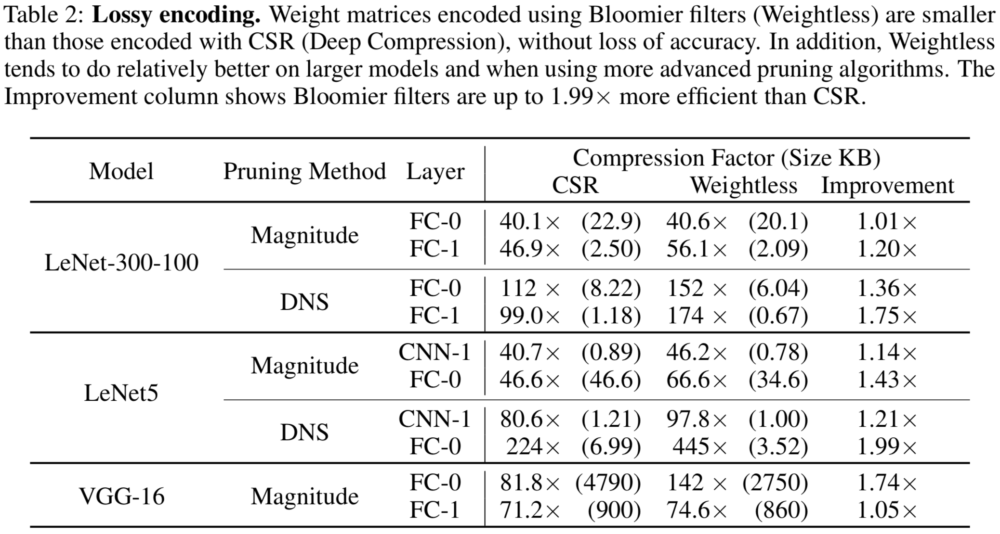 Table 2: Lossy encoding. Weight matrices encoded using Bloomier filters (Weightless) are smaller
than those encoded with CSR (Deep Compression), without loss of accuracy. In addition, Weightless
tends to do relatively better on larger models and when using more advanced pruning algorithms. The
Improvement column shows Bloomier filters are up to 1.99× more efficient than CSR.
Model Pruning Method Layer Compression Factor (Size KB)
CSR Weightless Improvement
LeNet-300-100 Magnitude FC-0 40.1× (22.9) 40.6× (20.1) 1.01×
FC-1 46.9× (2.50) 56.1× (2.09) 1.20×
DNS FC-0 112 × (8.22) 152 × (6.04) 1.36×
FC-1 99.0× (1.18) 174 × (0.67) 1.75×
LeNet5 Magnitude CNN-1 40.7× (0.89) 46.2× (0.78) 1.14×
FC-0 46.6× (46.6) 66.6× (34.6) 1.43×
DNS CNN-1 80.6× (1.21) 97.8× (1.00) 1.21×
FC-0 224× (6.99) 445× (3.52) 1.99×
VGG-16 Magnitude FC-0 81.8× (4790) 142 × (2750) 1.74×
FC-1 71.2× (900) 74.6× (860) 1.05×